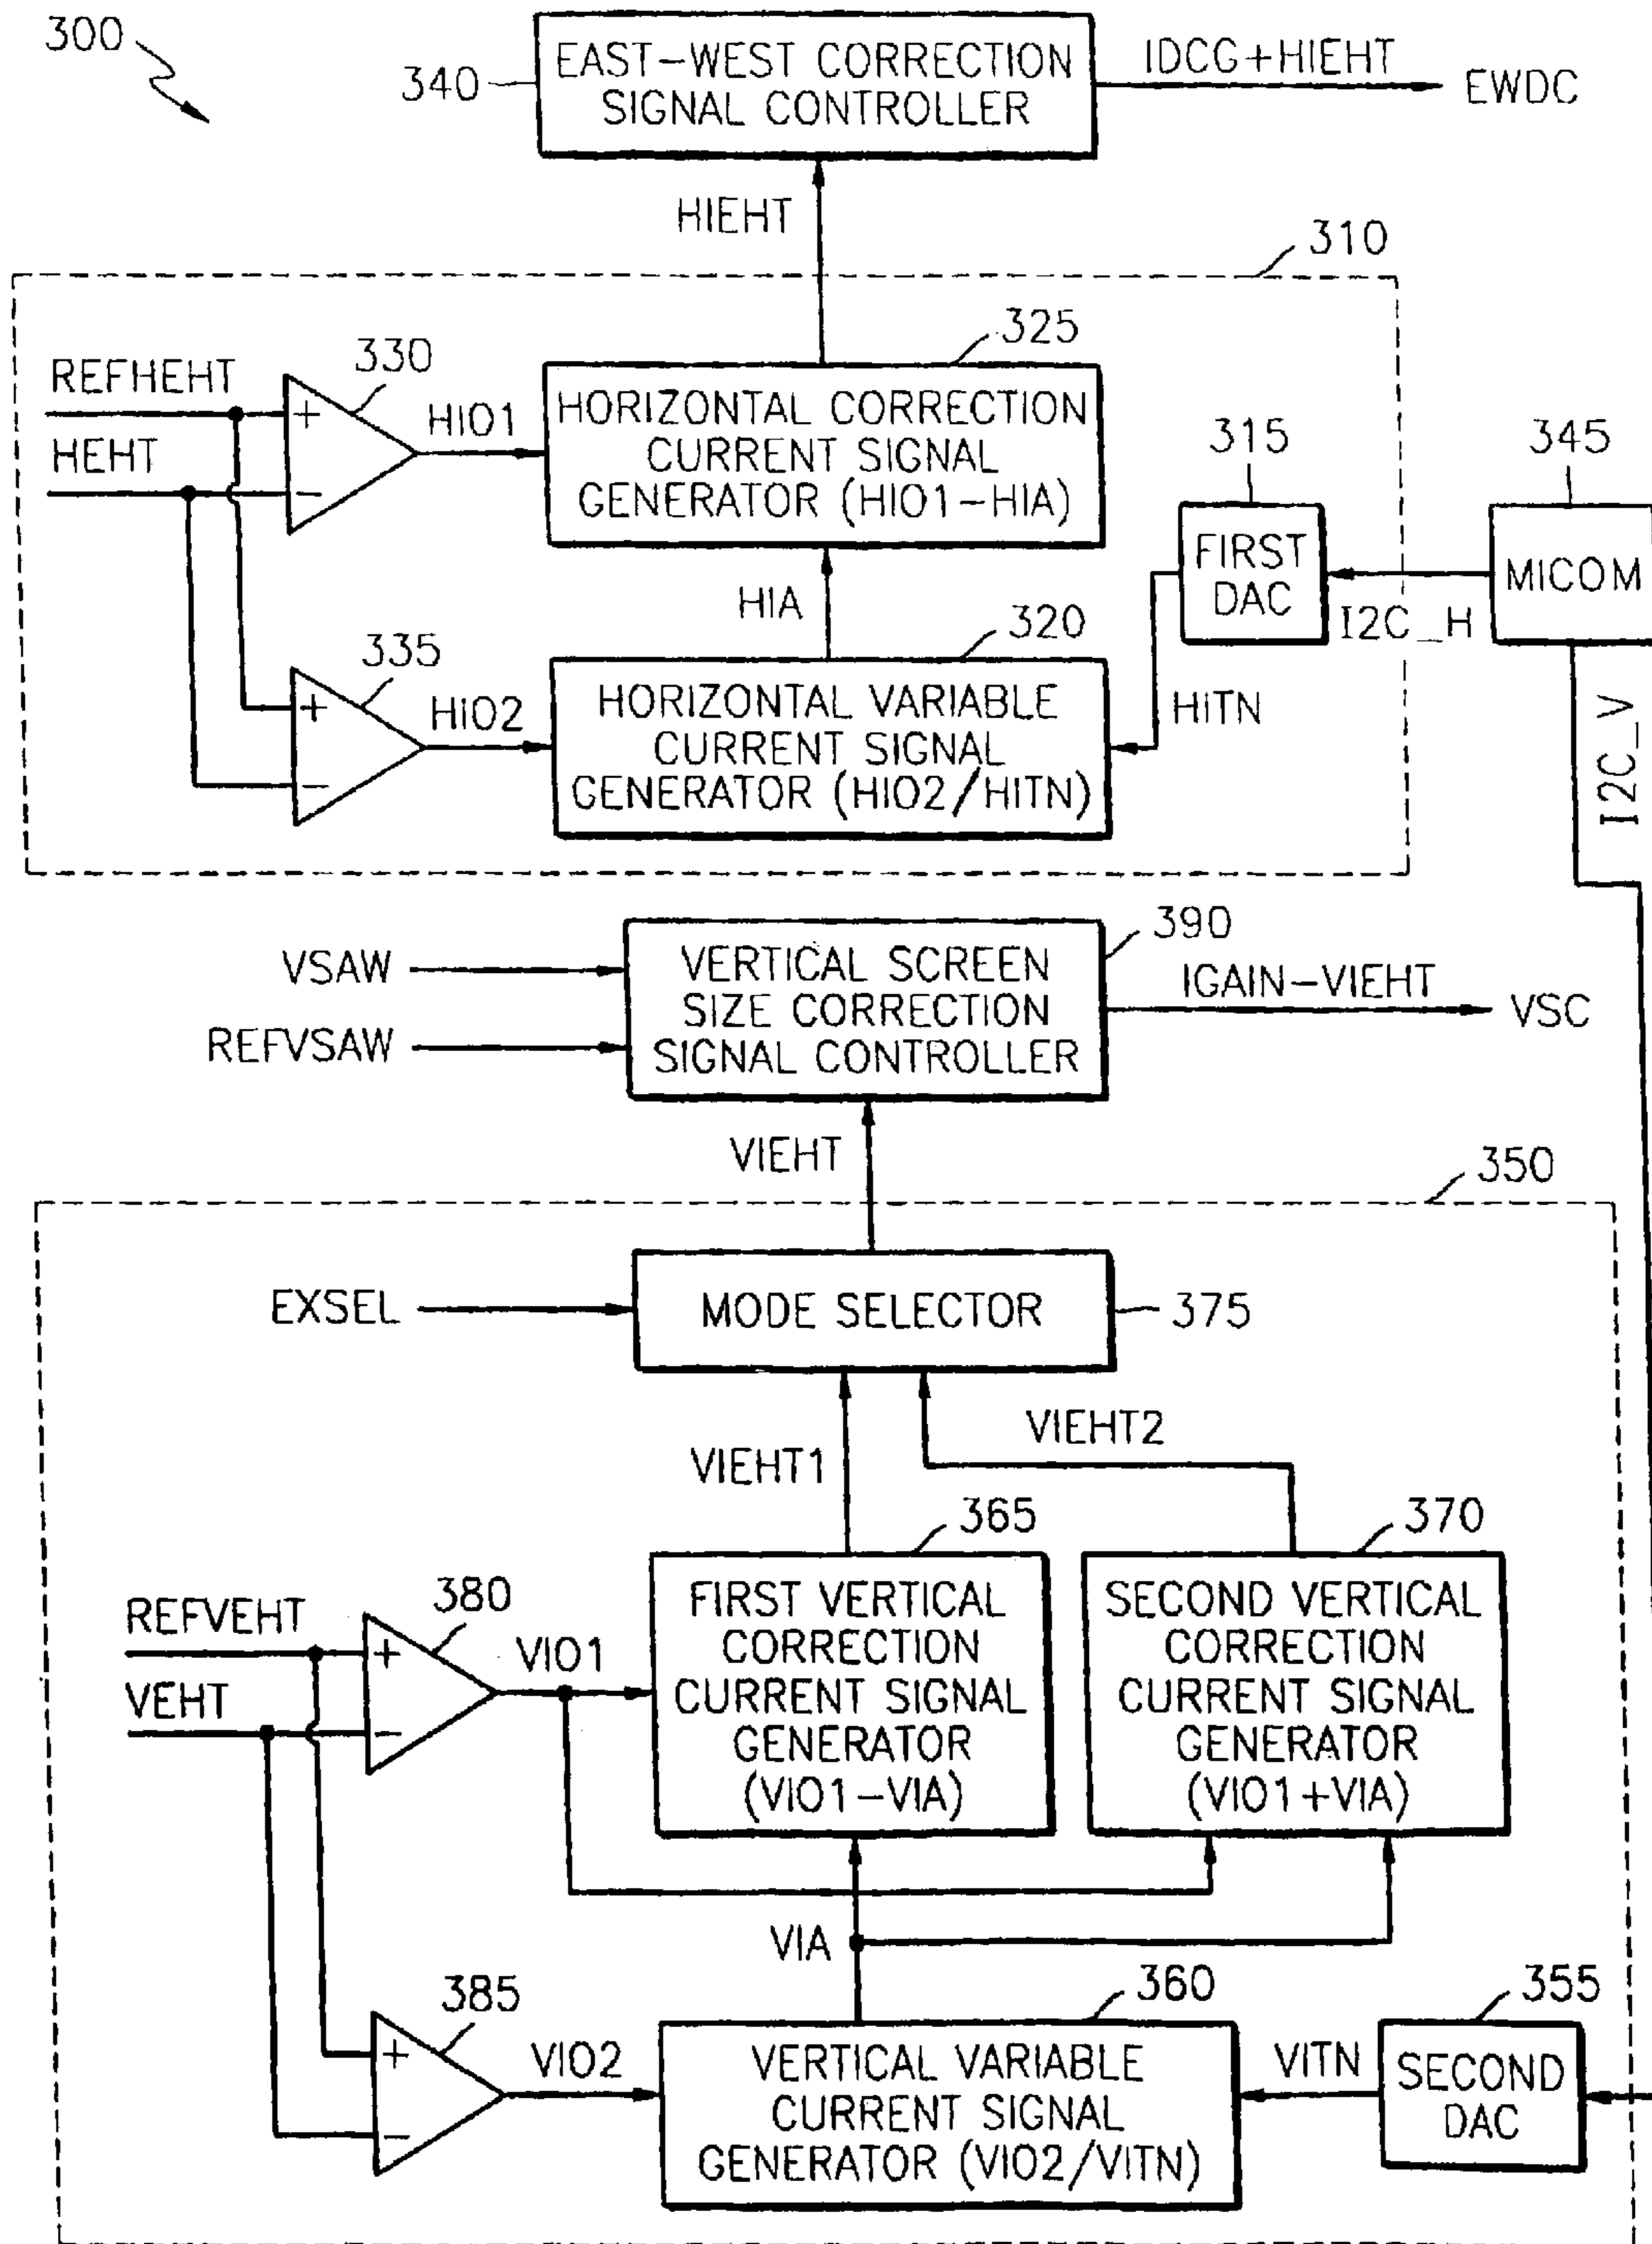 300
340
EAST-WEST CORRECTION
SIGNAL CONTROLLER
IDCG+HIEHT
EWDC
HIEHT
310
REFHEHT
HEHT
330
HIO1
325
HORIZONTAL CORRECTION
CURRENT SIGNAL
GENERATOR (HIO1-HIA)
315
FIRST
DAC
345
MICOM
I2C_H
HIA
335
HIO2
320
HORIZONTAL VARIABLE
CURRENT SIGNAL
GENERATOR (HIO2/HITN)
HITN
I2C_V
390
VSAW
REFVSAW
VERTICAL SCREEN
SIZE CORRECTION
SIGNAL CONTROLLER
IGAIN-VIEHT
VSC
VIEHT
350
EXSEL
MODE SELECTOR
375
VIEHT1
VIEHT2
365
370
REFVEHT
VEHT
380
VIO1
FIRST VERTICAL
CORRECTION
CURRENT SIGNAL
GENERATOR
(VIO1-VIA)
SECOND VERTICAL
CORRECTION
CURRENT SIGNAL
GENERATOR
(VIO1+VIA)
VIA
385
VIO2
360
VERTICAL VARIABLE
CURRENT SIGNAL
GENERATOR (VIO2/VITN)
VITN
355
SECOND
DAC